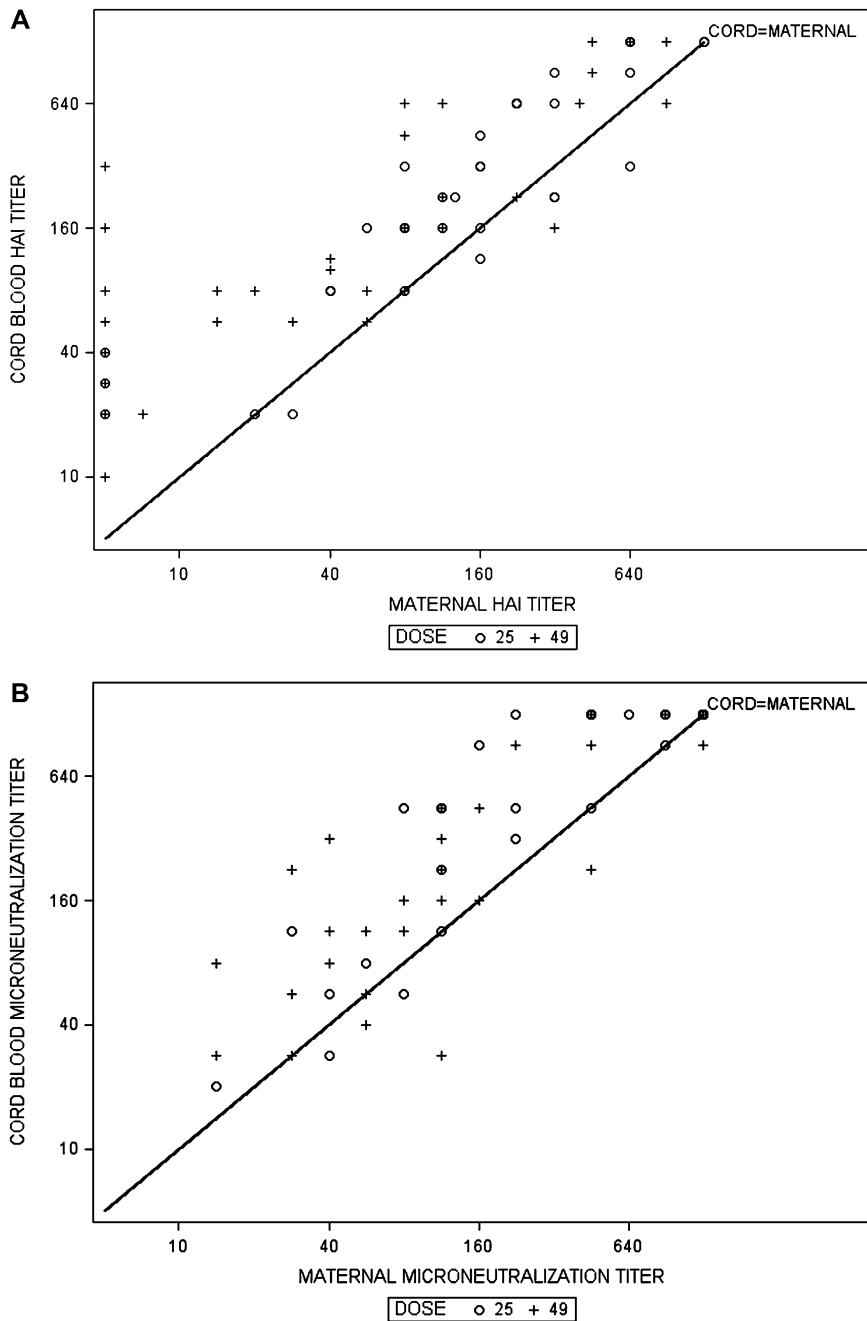 A
CORD=MATERNAL
CORD BLOOD HAI TITER
640
160
40
10
10 40 160 640
MATERNAL HAI TITER
DOSE 25 49
B
CORD=MATERNAL
CORD BLOOD MICRONEUTRALIZATION TITER
640
160
40
10
10 40 160 640
MATERNAL MICRONEUTRALIZATION TITER
DOSE 25 49